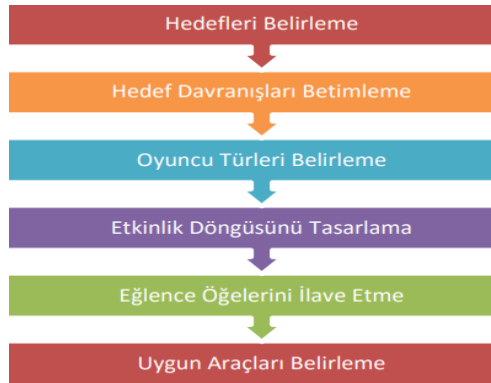 Hedefleri Belirleme
Hedef Davranışları Betimleme
Oyuncu Türleri Belirleme
Etkinlik Döngüsünü Tasarlama
Eğlence Öğelerini İlave Etme
Uygun Araçları Belirleme